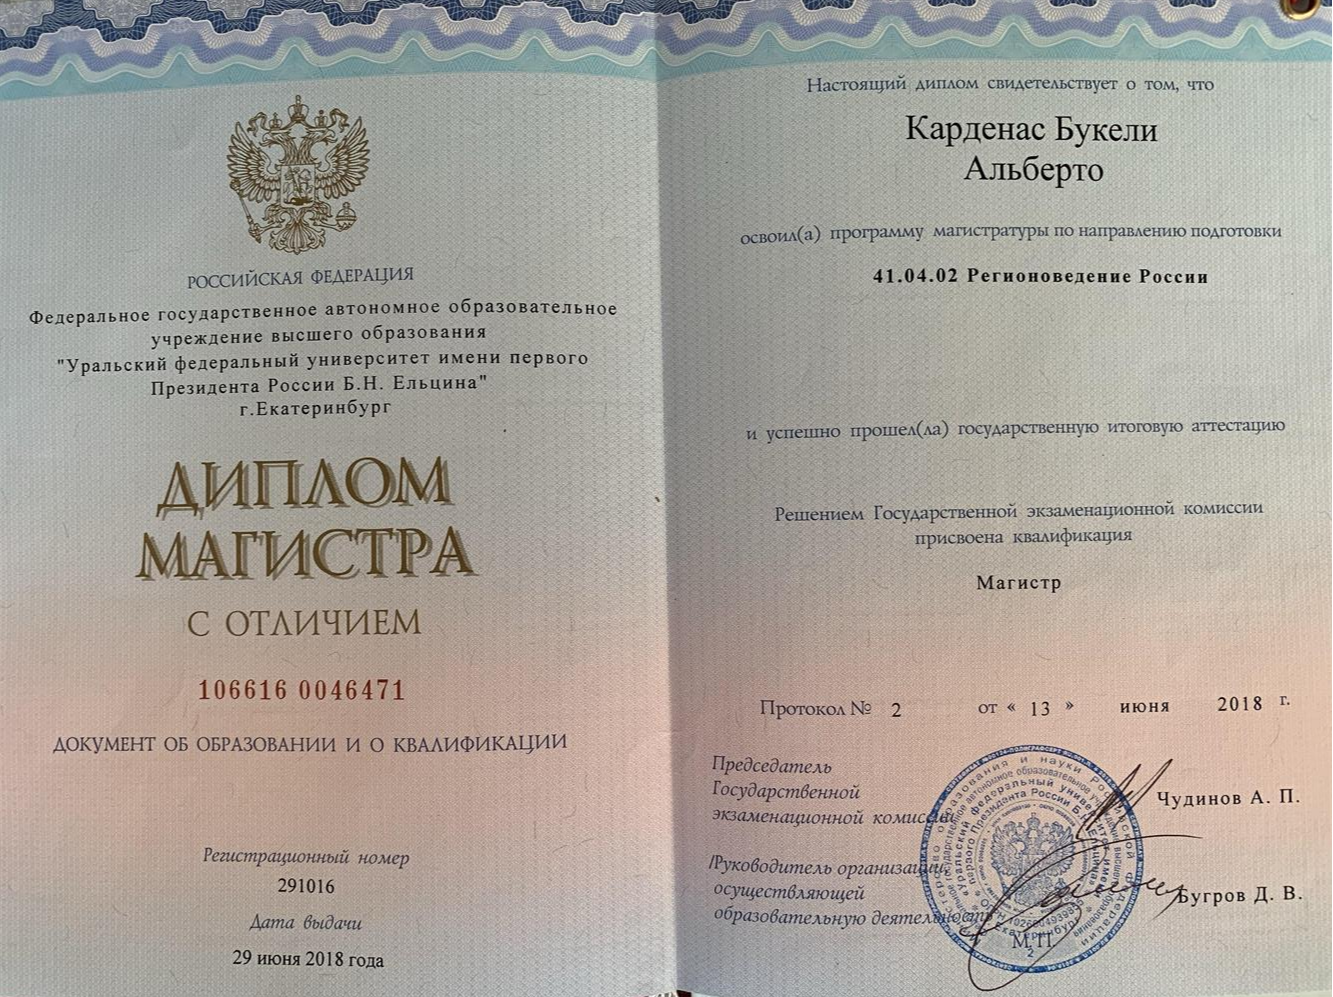 РОССИЙСКАЯ ФЕДЕРАЦИЯ
Федеральное государственное автономное образовательное
учреждение высшего образования
"Уральский федеральный университет имени первого
Президента России Б.Н. Ельцина"
г.Екатеринбург
ДИПЛОМ
МАГИСТРА
С ОТЛИЧИЕМ
106616 0046471
ДОКУМЕНТ ОБ ОБРАЗОВАНИИ И О КВАЛИФИКАЦИИ
Регистрационный номер
291016
Дата выдачи
29 июня 2018 года
Настоящий диплом свидетельствует о том, что
Карденас Букели
Альберто
освоил(а) программу магистратуры по направлению подготовки
41.04.02 Регионоведение России
и успешно прошел(ла) государственную итоговую аттестацию
Решением Государственной экзаменационной комиссии
присвоена квалификация
Магистр
Протокол № 2 от « 13 » июня 2018 г.
Председатель
Государственной
экзаменационной комиссии
Чудинов А. П.
Руководитель организации,
осуществляющей
образовательную деятельность
Бугров Д. В.
М.П.
2